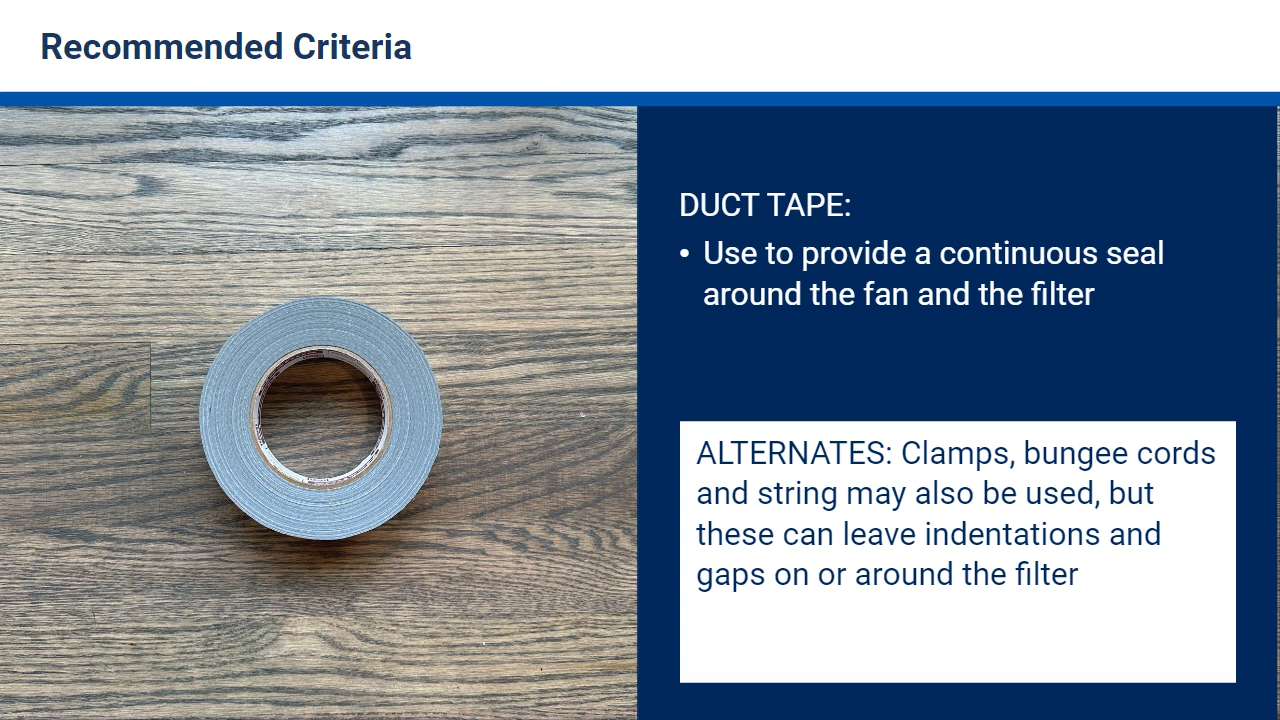 Recommended Criteria
DUCT TAPE:
• Use to provide a continuous seal
around the fan and the filter
ALTERNATES: Clamps, bungee cords
and string may also be used, but
these can leave indentations and
gaps on or around the filter